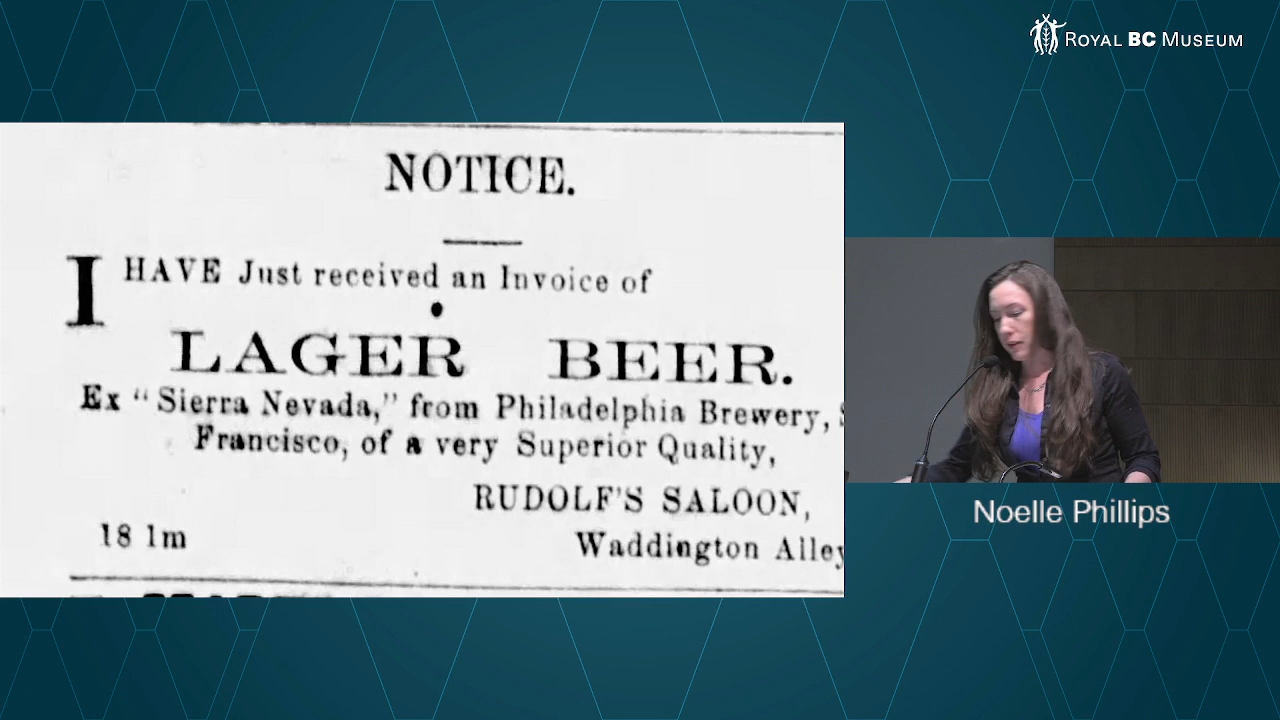 ROYAL BC MUSEUM
NOTICE.
I HAVE Just received an Invoice of
LAGER BEER.
Ex "Sierra Nevada," from Philadelphia Brewery,
Francisco, of a very Superior Quality,
RUDOLF'S SALOON,
18 1m
Waddington Alley
Noelle Phillips